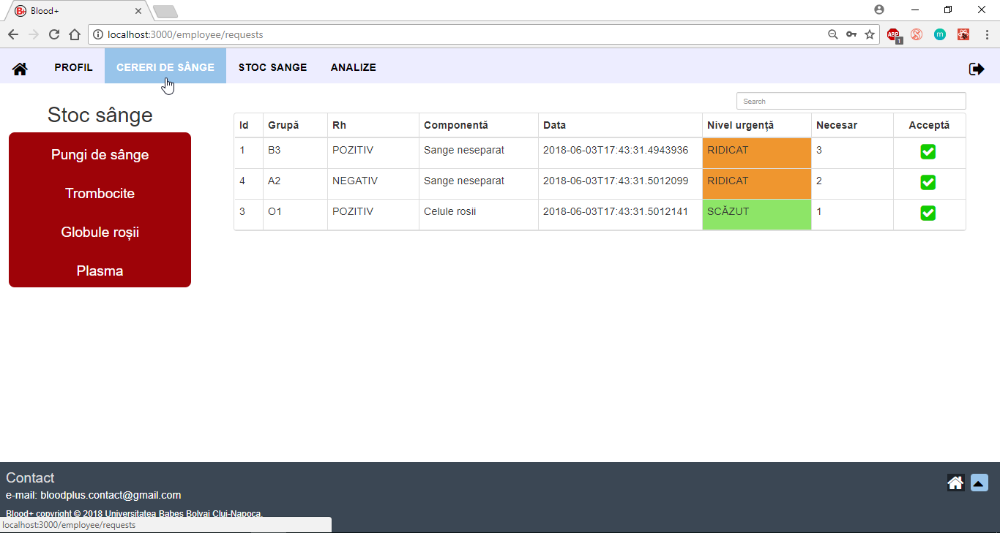 Blood+
localhost:3000/employee/requests
ABP
1
m
PROFIL CERERI DE SÂNGE STOC SANGE ANALIZE
Search
Stoc sânge
Pungi de sânge
Trombocite
Globule roșii
Plasma
Id Grupă Rh Componentă Data Nivel urgență Necesar Acceptă
1 B3 POZITIV Sange neseparat 2018-06-03T17:43:31.4943936 RIDICAT 3
4 A2 NEGATIV Sange neseparat 2018-06-03T17:43:31.5012099 RIDICAT 2
3 O1 POZITIV Celule rosii 2018-06-03T17:43:31.5012141 SCĂZUT 1
Contact
e-mail: bloodplus.contact@gmail.com
Blood+ copyright © 2018 Universitatea Babeș Bolyai Cluj-Napoca.
localhost:3000/employee/requests